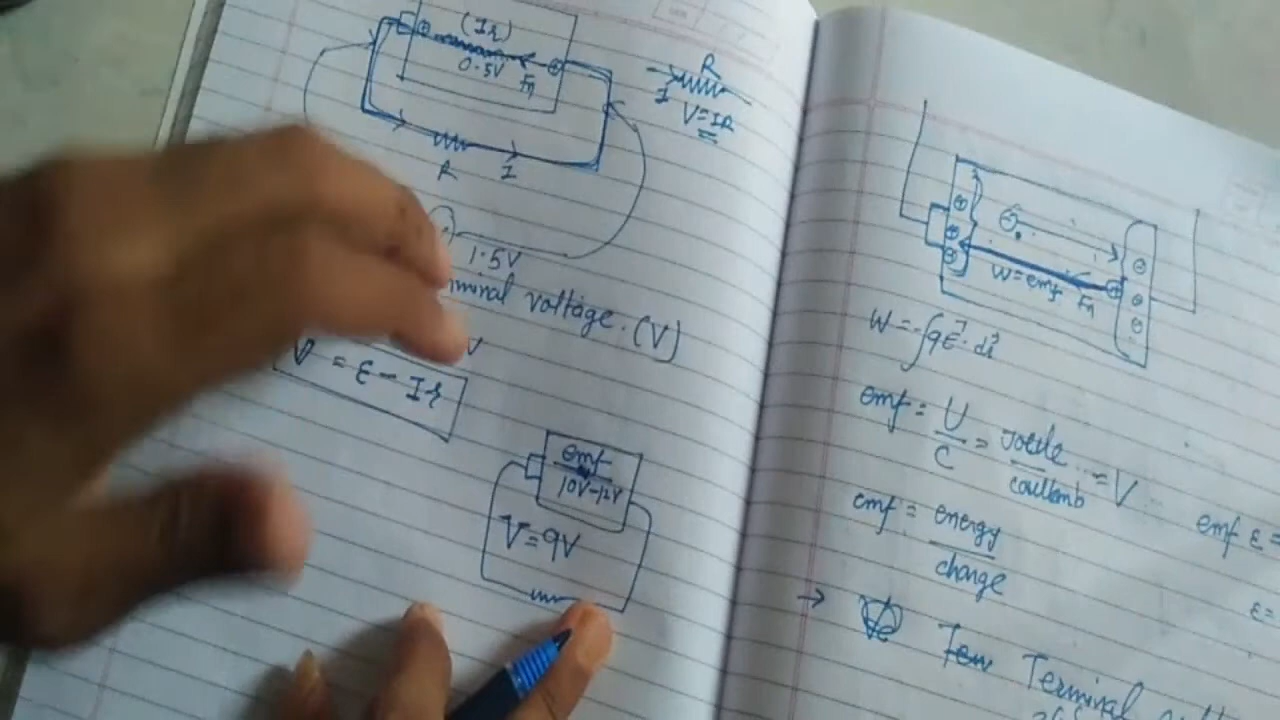 (Ir)
0.5V
Fn
R
I
V=IR
R
I
1.5V
voltage. (V)
V
V = ε - Ir
emf
10V-12V
V=9V
W=emf
Fn
W = -∫qE⃗·dl⃗
emf = U/C = Joule/coulomb = V
emf = energy/charge
emf ε =
ε =
→
Terminal